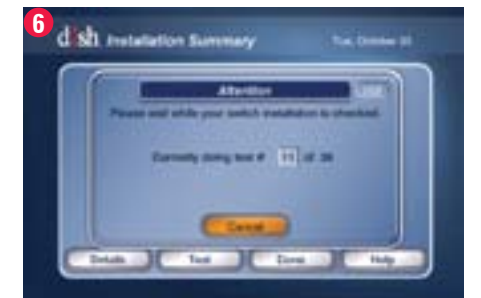 6
dish Installation Summary
Tue, October
Attention
Please wait while your switch installation is checked.
Currently doing test # 11 of 38
Cancel
Details Test Done Help